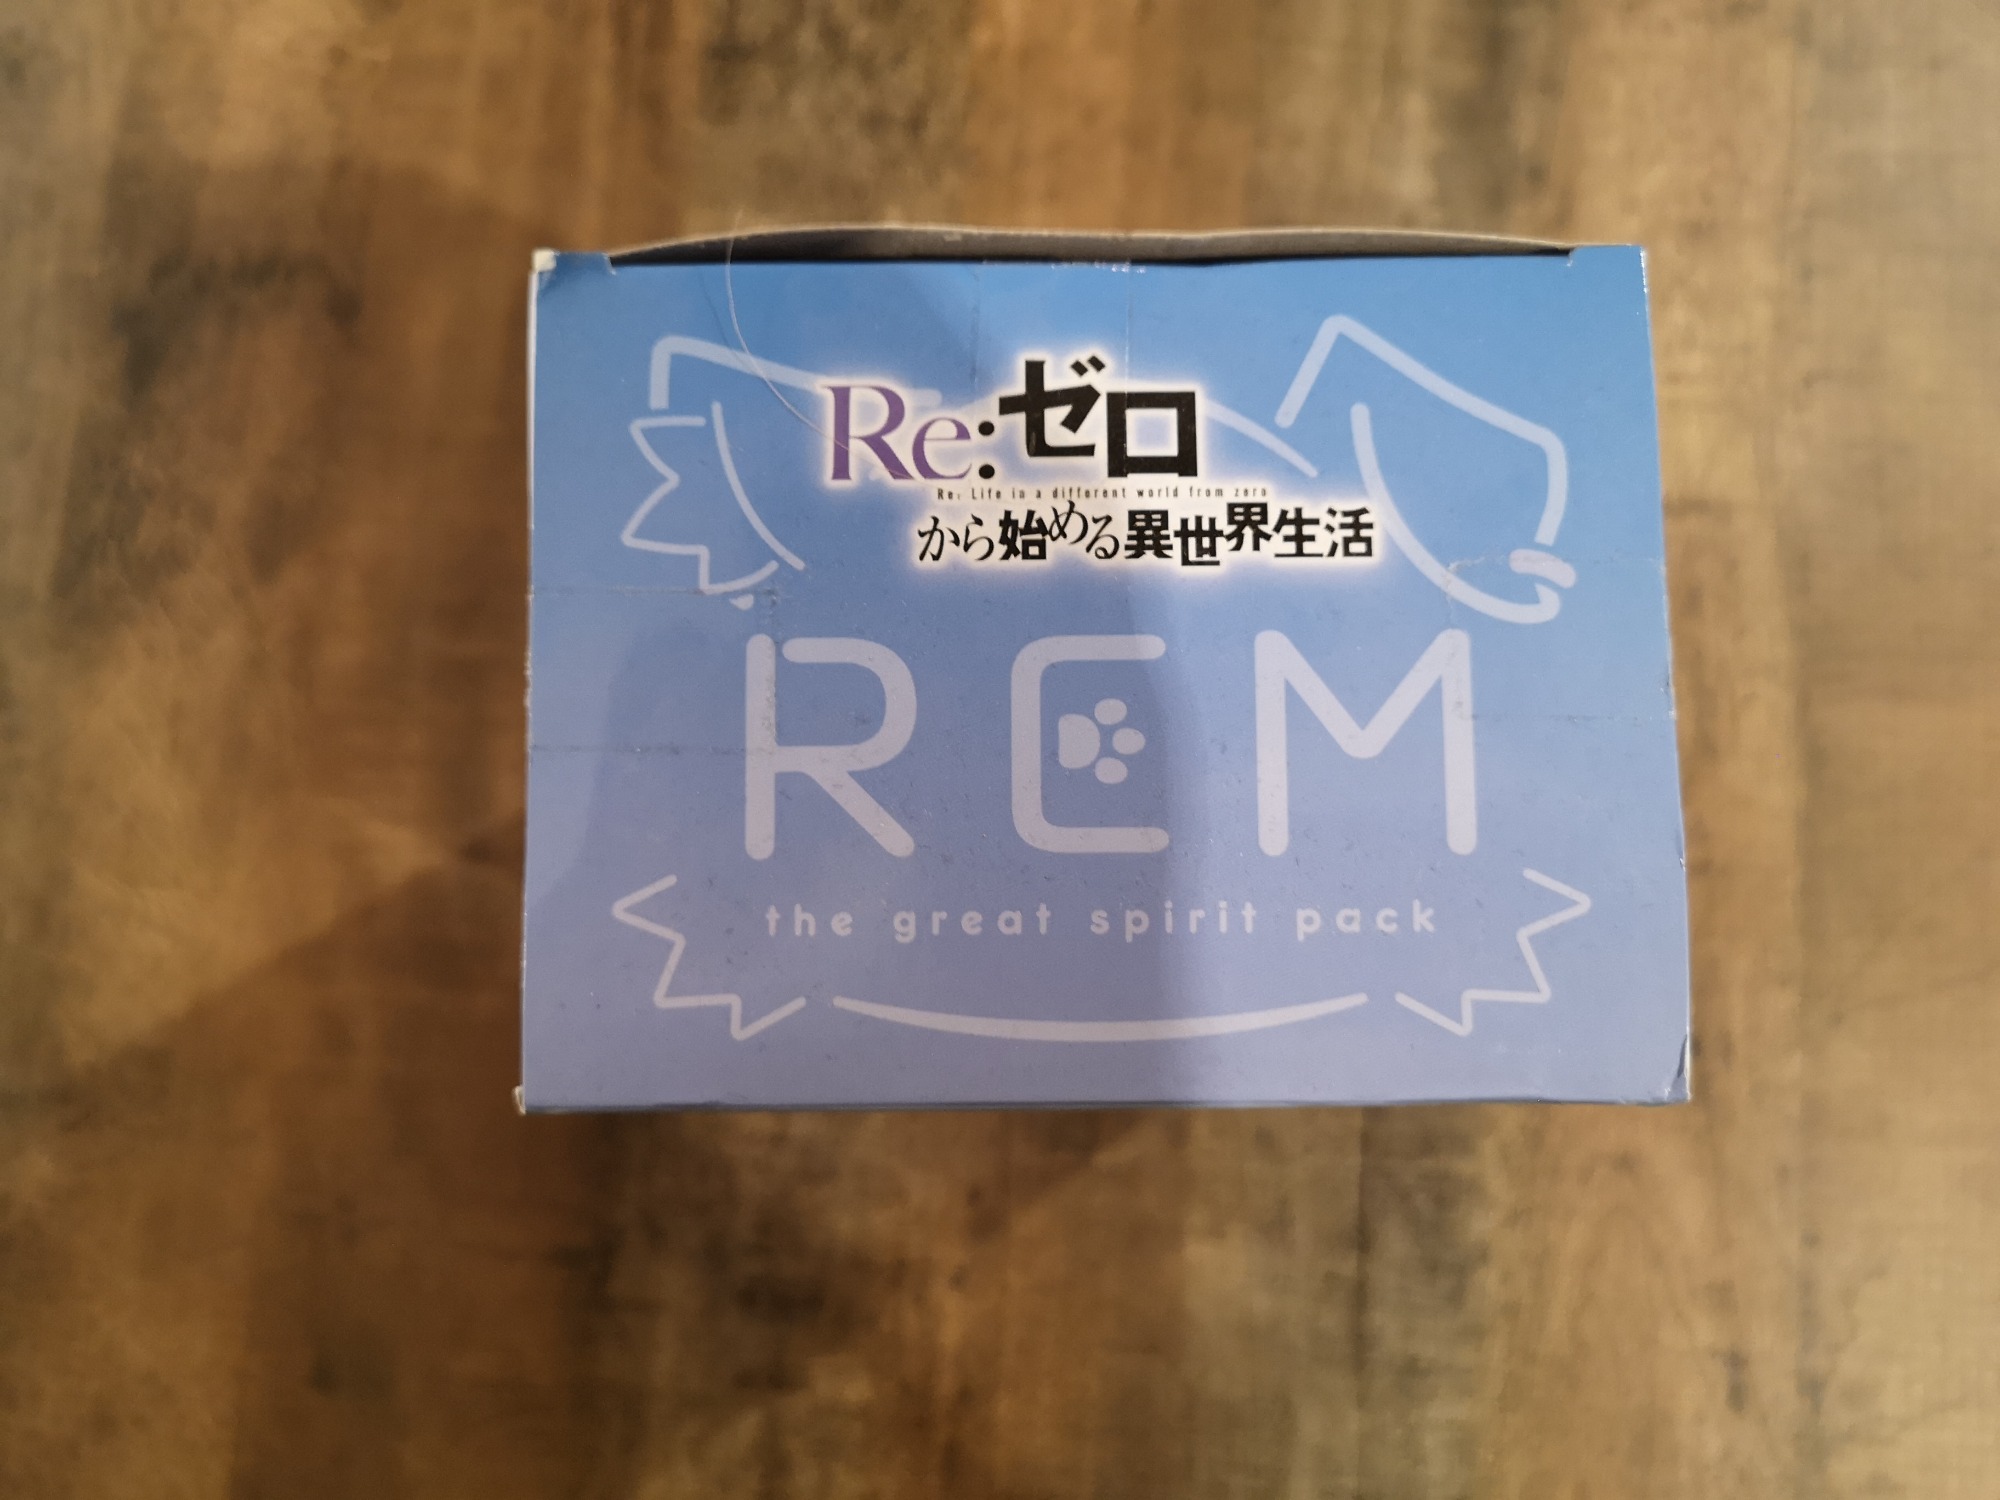 Re:ゼロ
Re: Life in a different world from zero
から始める異世界生活
REM
the great spirit pack